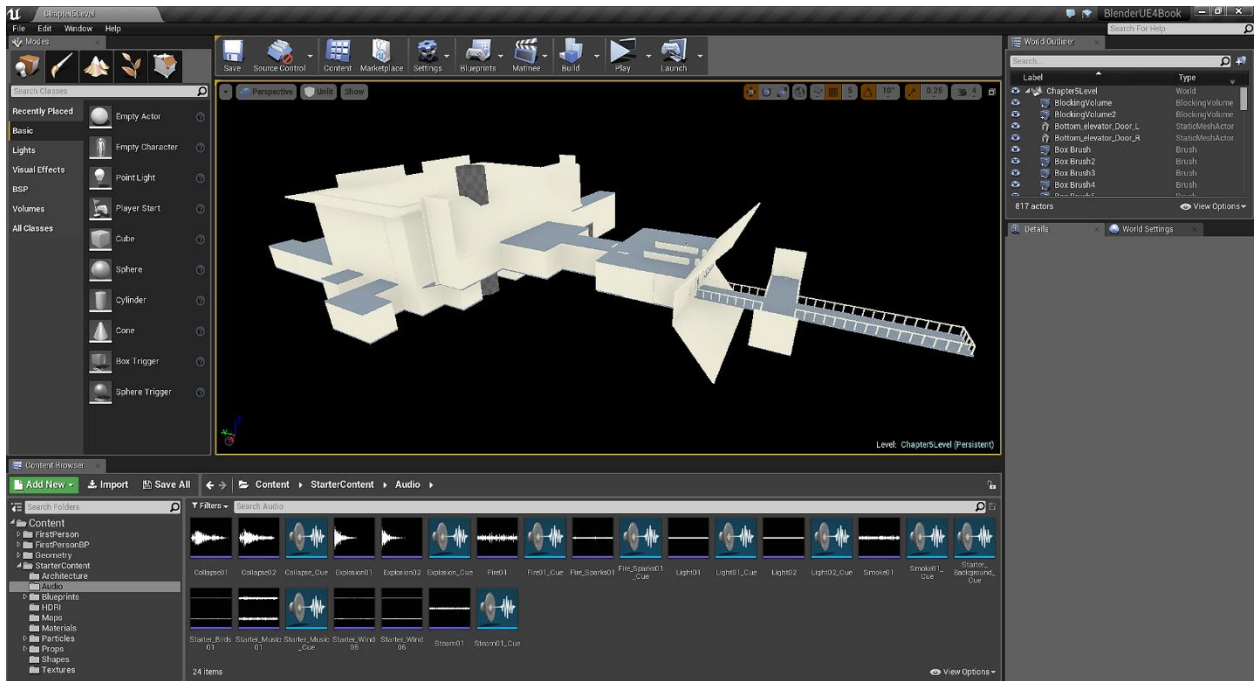 Chapter5Level
BlenderUE4Book
File Edit Window Help
Search For Help
Modes
Search Classes
Recently Placed
Basic
Lights
Visual Effects
BSP
Volumes
All Classes
Empty Actor
Empty Character
Point Light
Player Start
Cube
Sphere
Cylinder
Cone
Box Trigger
Sphere Trigger
Save Source Control Content Marketplace Settings Blueprints Matinee Build Play Launch
Perspective Unlit Show
5 10° 0.25 4
Level: Chapter5Level (Persistent)
World Outliner
Search...
Label Type
Chapter5Level World
BlockingVolume BlockingVolume
BlockingVolume2 BlockingVolume
Bottom_elevator_Door_L StaticMeshActor
Bottom_elevator_Door_R StaticMeshActor
Box Brush Brush
Box Brush2 Brush
Box Brush3 Brush
Box Brush4 Brush
817 actors View Options
Details World Settings
Content Browser
Add New Import Save All Content StarterContent Audio
Search Folders
Content
FirstPerson
FirstPersonBP
Geometry
StarterContent
Architecture
Audio
Blueprints
HDRI
Maps
Materials
Particles
Props
Shapes
Textures
Filters Search Audio
Collapse01 Collapse02 Collapse_Cue Explosion01 Explosion02 Explosion_Cue Fire01 Fire01_Cue Fire_Sparks01 Fire_Sparks01_Cue Light01 Light01_Cue Light02 Light02_Cue Smoke01 Smoke01_Cue Starter_Background_Cue
Starter_Birds01 Starter_Music01 Starter_Music_Cue Starter_Wind05 Starter_Wind06 Steam01 Steam01_Cue
24 items
View Options